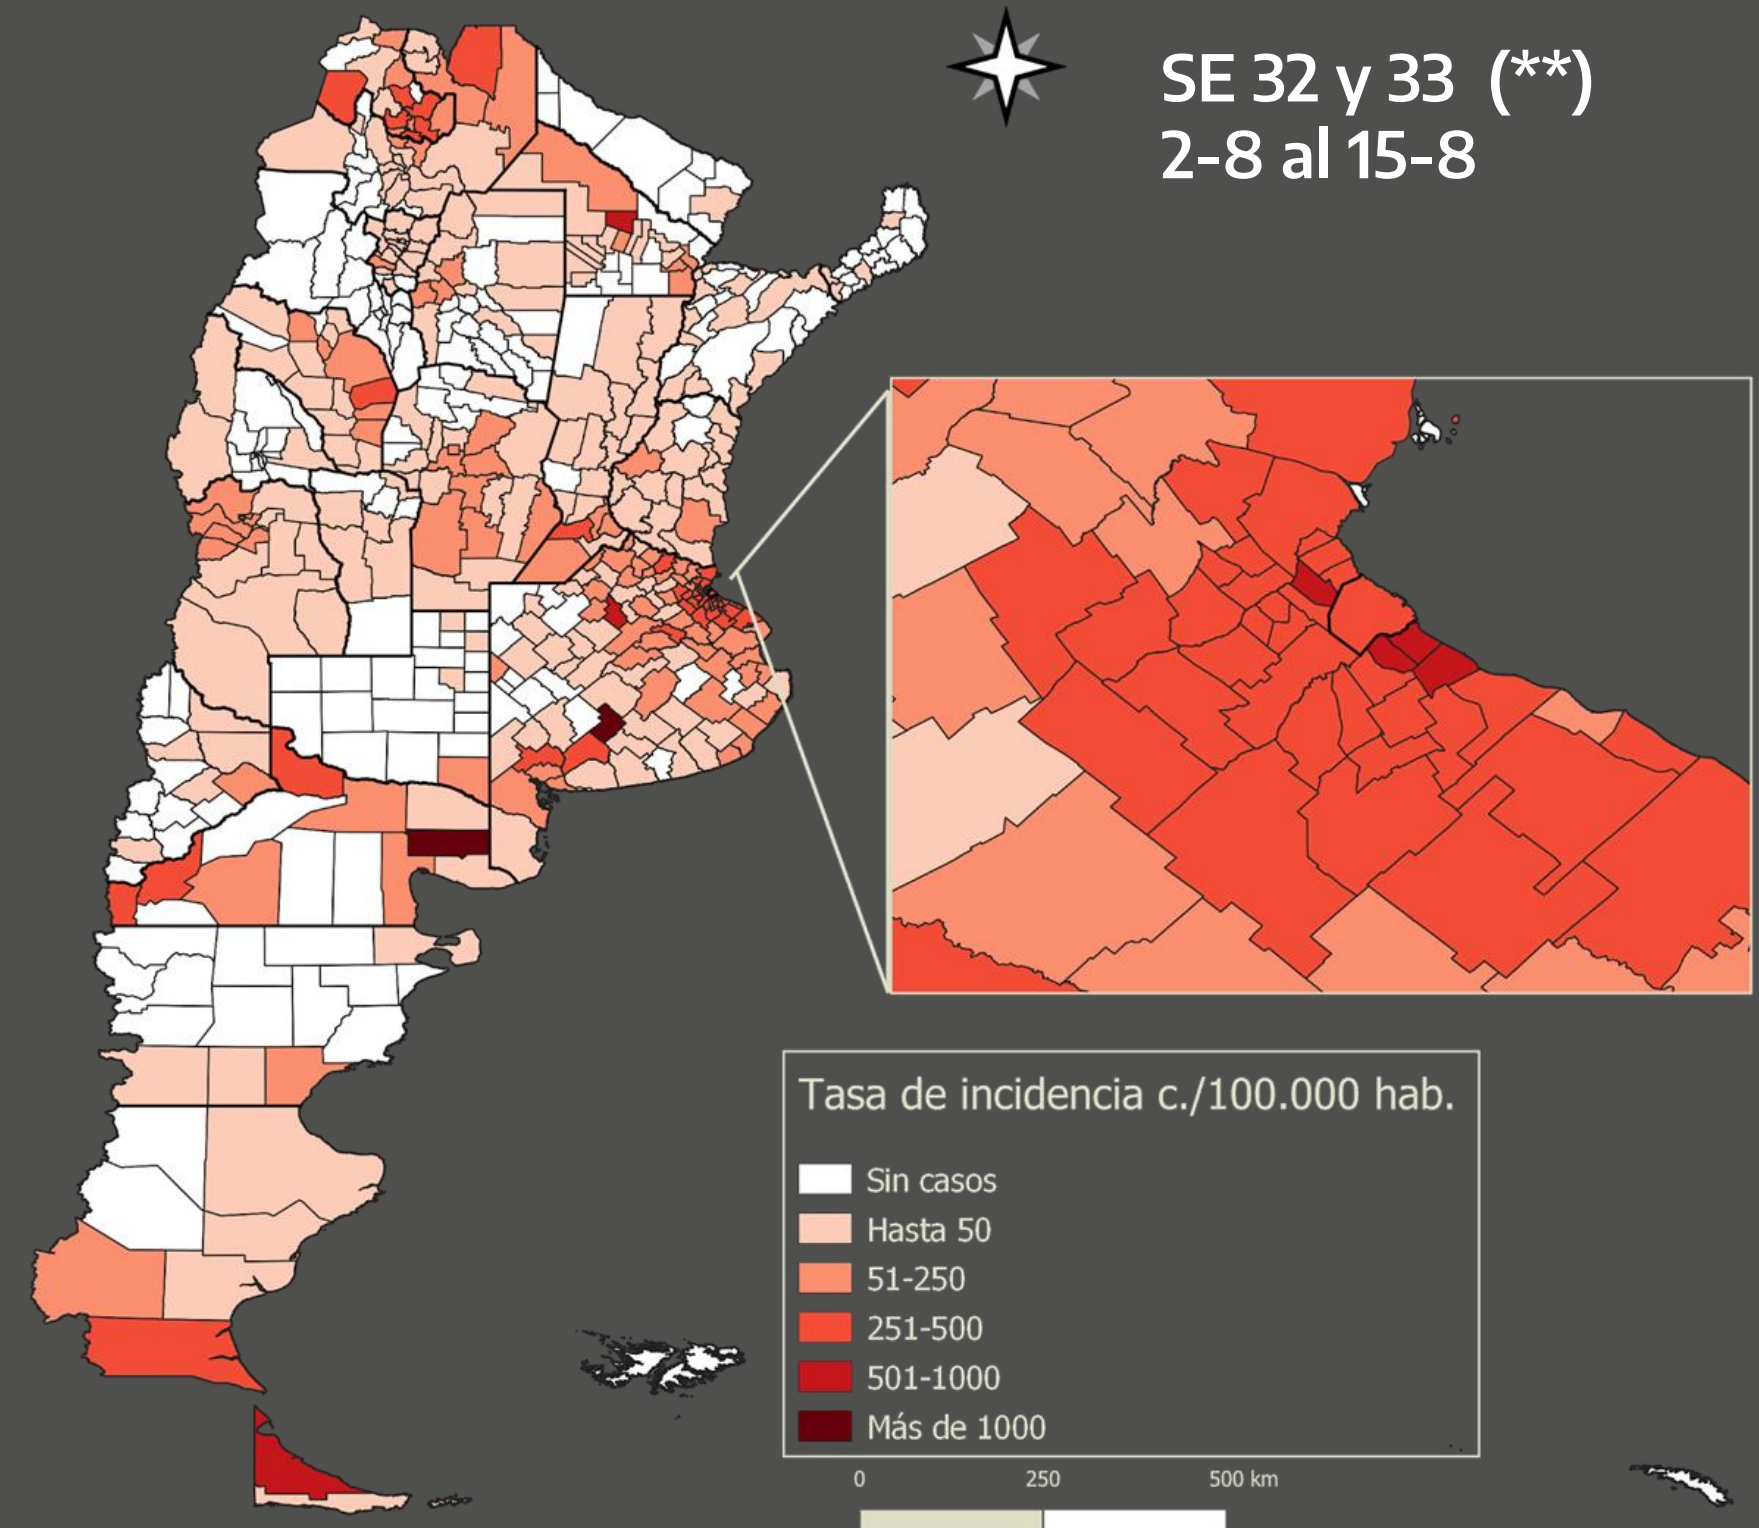 SE 32 y 33 (**)
2-8 al 15-8
Tasa de incidencia c./100.000 hab.
Sin casos
Hasta 50
51-250
251-500
501-1000
Más de 1000
0 250 500 km